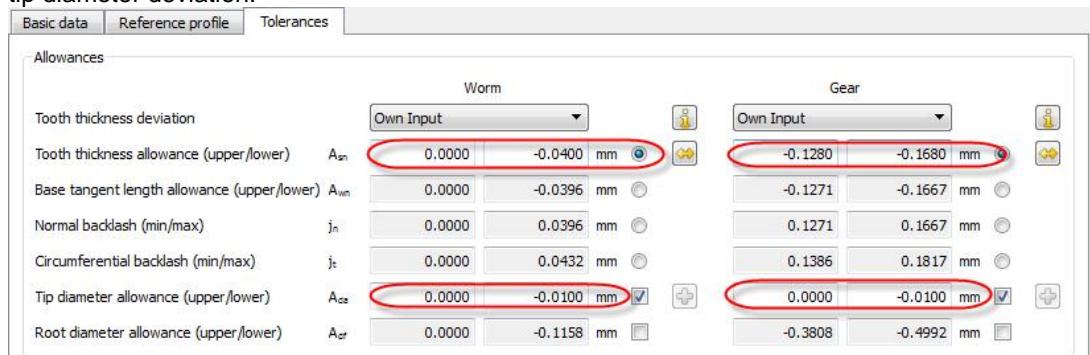 tip diameter deviation.
Basic data Reference profile Tolerances
Allowances
Worm Gear
Tooth thickness deviation Own Input Own Input
Tooth thickness allowance (upper/lower) Asn 0.0000 -0.0400 mm -0.1280 -0.1680 mm
Base tangent length allowance (upper/lower) Awn 0.0000 -0.0396 mm -0.1271 -0.1667 mm
Normal backlash (min/max) jn 0.0000 0.0396 mm 0.1271 0.1667 mm
Circumferential backlash (min/max) jt 0.0000 0.0432 mm 0.1386 0.1817 mm
Tip diameter allowance (upper/lower) Ada 0.0000 -0.0100 mm 0.0000 -0.0100 mm
Root diameter allowance (upper/lower) Adf 0.0000 -0.1158 mm -0.3808 -0.4992 mm